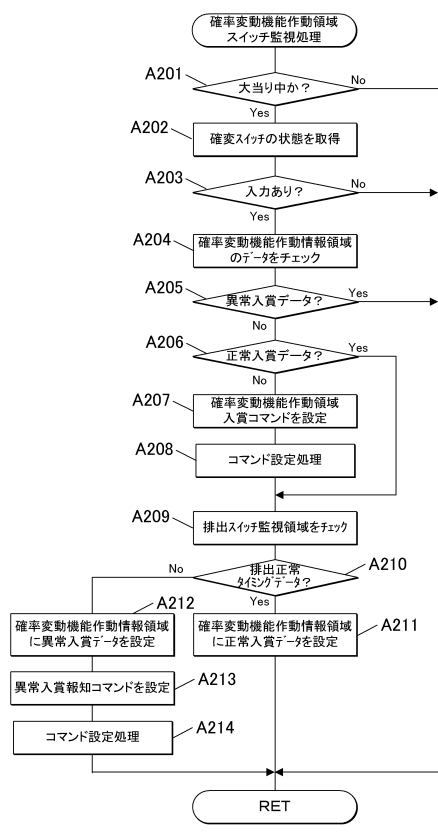 確率変動機能作動領域
スイッチ監視処理
A201
大当り中か?
No
Yes
A202
確変スイッチの状態を取得
A203
入力あり?
No
Yes
A204
確率変動機能作動情報領域
のデータをチェック
A205
異常入賞データ?
Yes
No
A206
正常入賞データ?
Yes
No
A207
確率変動機能作動領域
入賞コマンドを設定
A208
コマンド設定処理
A209
排出スイッチ監視領域をチェック
A210
排出正常
タイミングデータ?
No
Yes
A212
確率変動機能作動情報領域
に異常入賞データを設定
確率変動機能作動情報領域
に正常入賞データを設定
A211
異常入賞報知コマンドを設定
A213
コマンド設定処理
A214
RET